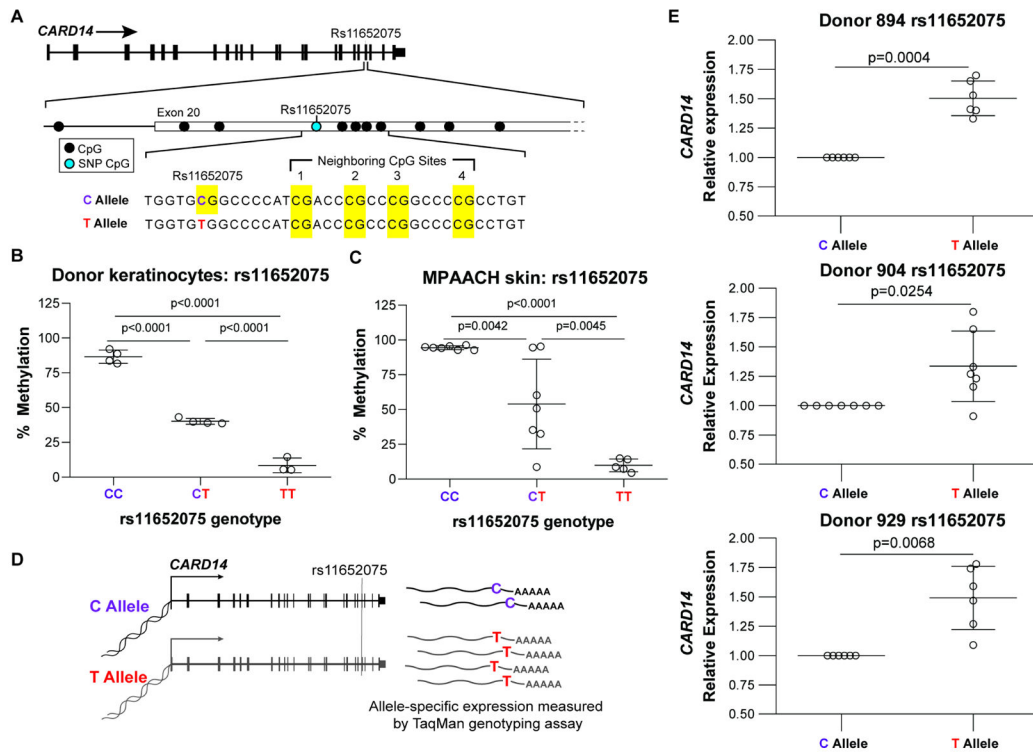 A
CARD14
Rs11652075
Exon 20
Rs11652075
CpG
SNP CpG
Neighboring CpG Sites
Rs11652075
1 2 3 4
C Allele TGGTGCGGCCCCATCGACCCGCCCGGCCCCGCCTGT
T Allele TGGTGTGGCCCCATCGACCCGCCCGGCCCCGCCTGT
B
Donor keratinocytes: rs11652075
p<0.0001
p<0.0001 p<0.0001
% Methylation
125
100
75
50
25
0
CC CT TT
rs11652075 genotype
C
MPAACH skin: rs11652075
p<0.0001
p=0.0042 p=0.0045
% Methylation
125
100
75
50
25
0
CC CT TT
rs11652075 genotype
D
CARD14
rs11652075
C Allele
T Allele
C AAAAA
C AAAAA
T AAAAA
T AAAAA
T AAAAA
T AAAAA
Allele-specific expression measured
by TaqMan genotyping assay
E
Donor 894 rs11652075
p=0.0004
CARD14
Relative expression
2.00
1.75
1.50
1.25
1.00
0.75
0.50
C Allele T Allele
Donor 904 rs11652075
p=0.0254
CARD14
Relative Expression
2.00
1.75
1.50
1.25
1.00
0.75
0.50
C Allele T Allele
Donor 929 rs11652075
p=0.0068
CARD14
Relative Expression
2.00
1.75
1.50
1.25
1.00
0.75
0.50
C Allele T Allele